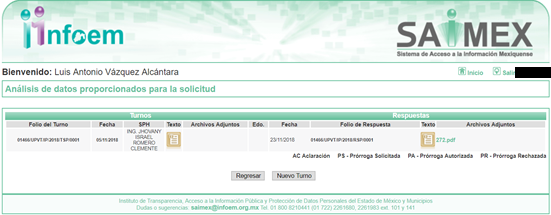 infoem
SAIMEX
Sistema de Acceso a la Información Mexiquense
Bienvenido: Luis Antonio Vázquez Alcántara
Inicio
Salir
Análisis de datos proporcionados para la solicitud
Turnos
Respuestas
Folio del Turno Fecha SPH Texto Archivos Adjuntos Edo. Fecha Folio de Respuesta Texto Archivos Adjuntos
01466/UPVT/IP/2018/TSP/0001 05/11/2018 ING. JHOVANY ISRAEL ROMERO CLEMENTE 23/11/2018 01466/UPVT/IP/2018/RSP/0001 272.pdf
AC Aclaración PS - Prórroga Solicitada PA - Prórroga Autorizada PR - Prórroga Rechazada
Regresar Nuevo Turno
Instituto de Transparencia, Acceso a la Información Pública y Protección de Datos Personales del Estado de México y Municipios
Dudas o sugerencias: saimex@infoem.org.mx Tel. 01 800 8210441 (01 722) 2261980, 2261983 ext. 101 y 141